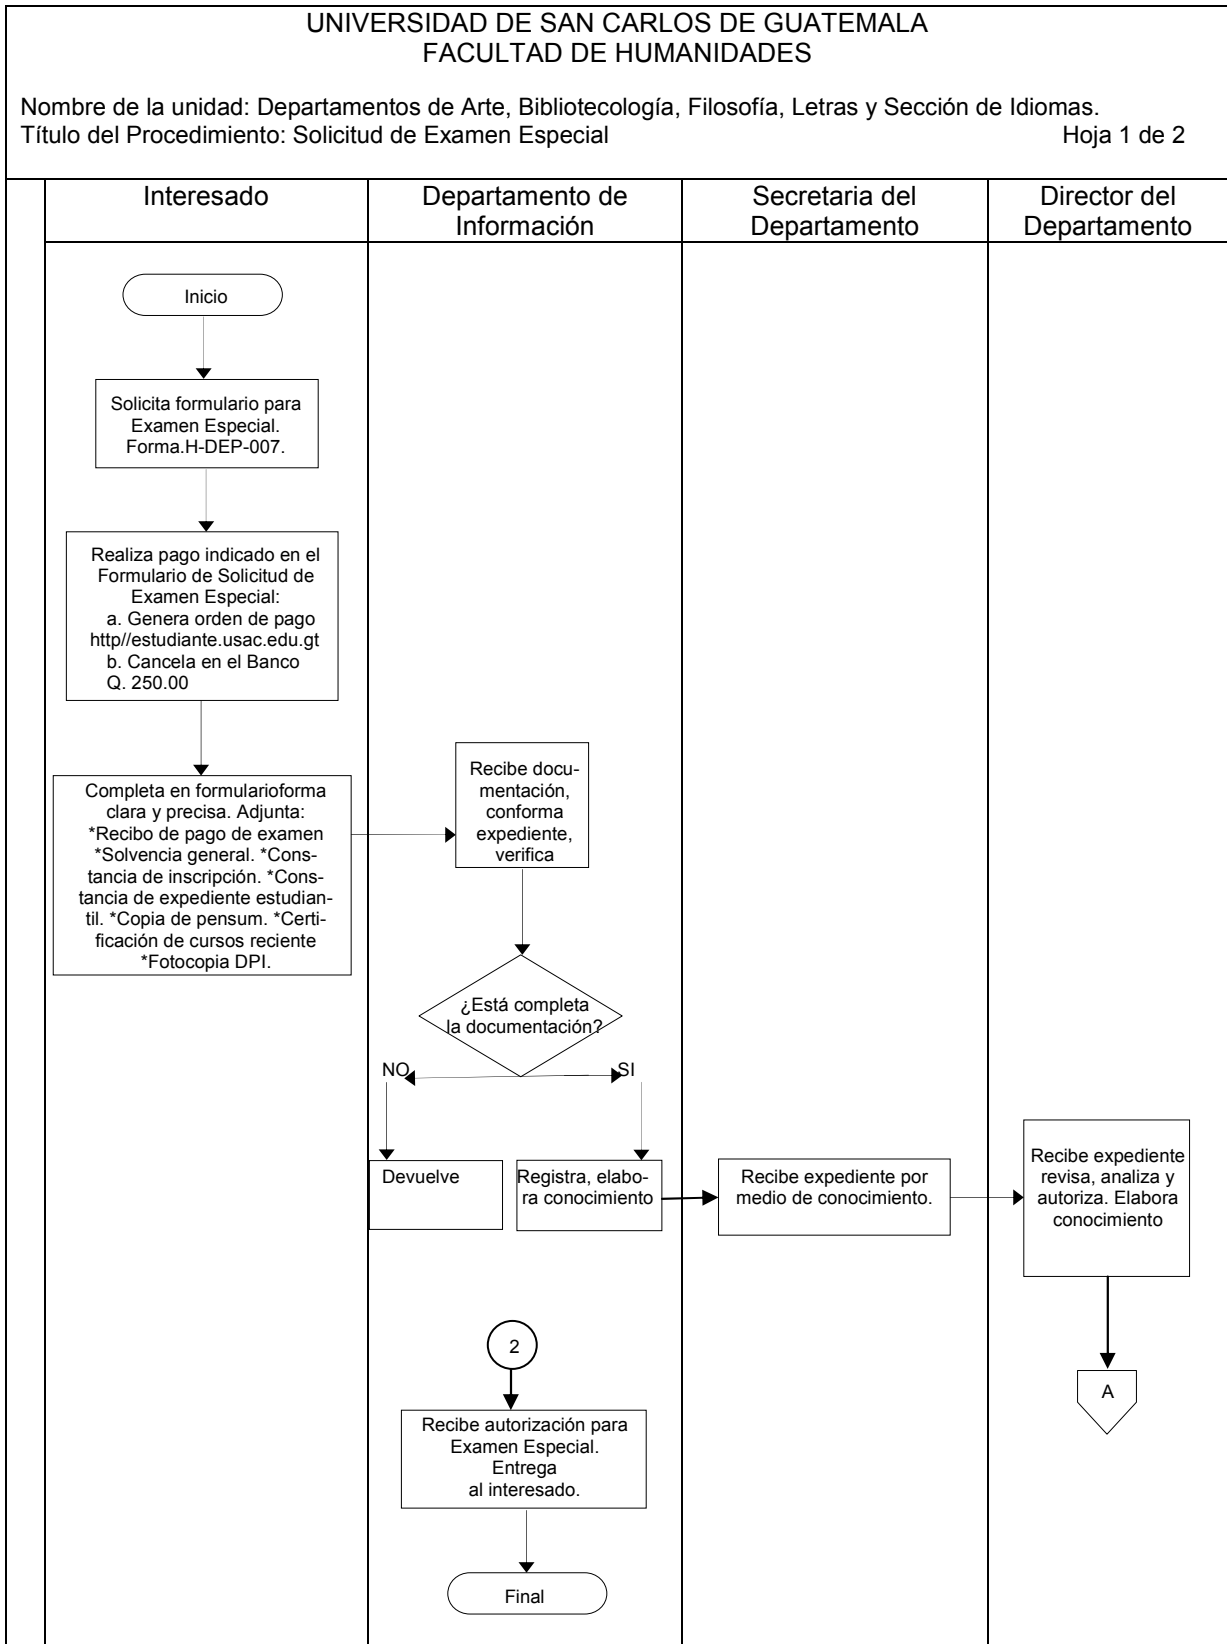 UNIVERSIDAD DE SAN CARLOS DE GUATEMALA
FACULTAD DE HUMANIDADES
Nombre de la unidad: Departamentos de Arte, Bibliotecología, Filosofía, Letras y Sección de Idiomas.
Título del Procedimiento: Solicitud de Examen Especial Hoja 1 de 2
Interesado
Departamento de
Información
Secretaria del
Departamento
Director del
Departamento
Inicio
Solicita formulario para
Examen Especial.
Forma.H-DEP-007.
Realiza pago indicado en el
Formulario de Solicitud de
Examen Especial:
a. Genera orden de pago
http//estudiante.usac.edu.gt
b. Cancela en el Banco
Q. 250.00
Completa en formularioforma
clara y precisa. Adjunta:
*Recibo de pago de examen
*Solvencia general. *Cons-
tancia de inscripción. *Cons-
tancia de expediente estudian-
til. *Copia de pensum. *Certi-
ficación de cursos reciente
*Fotocopia DPI.
Recibe docu-
mentación,
conforma
expediente,
verifica
¿Está completa
la documentación?
NO
SI
Devuelve
Registra, elabo-
ra conocimiento
Recibe expediente por
medio de conocimiento.
Recibe expediente
revisa, analiza y
autoriza. Elabora
conocimiento
A
2
Recibe autorización para
Examen Especial.
Entrega
al interesado.
Final